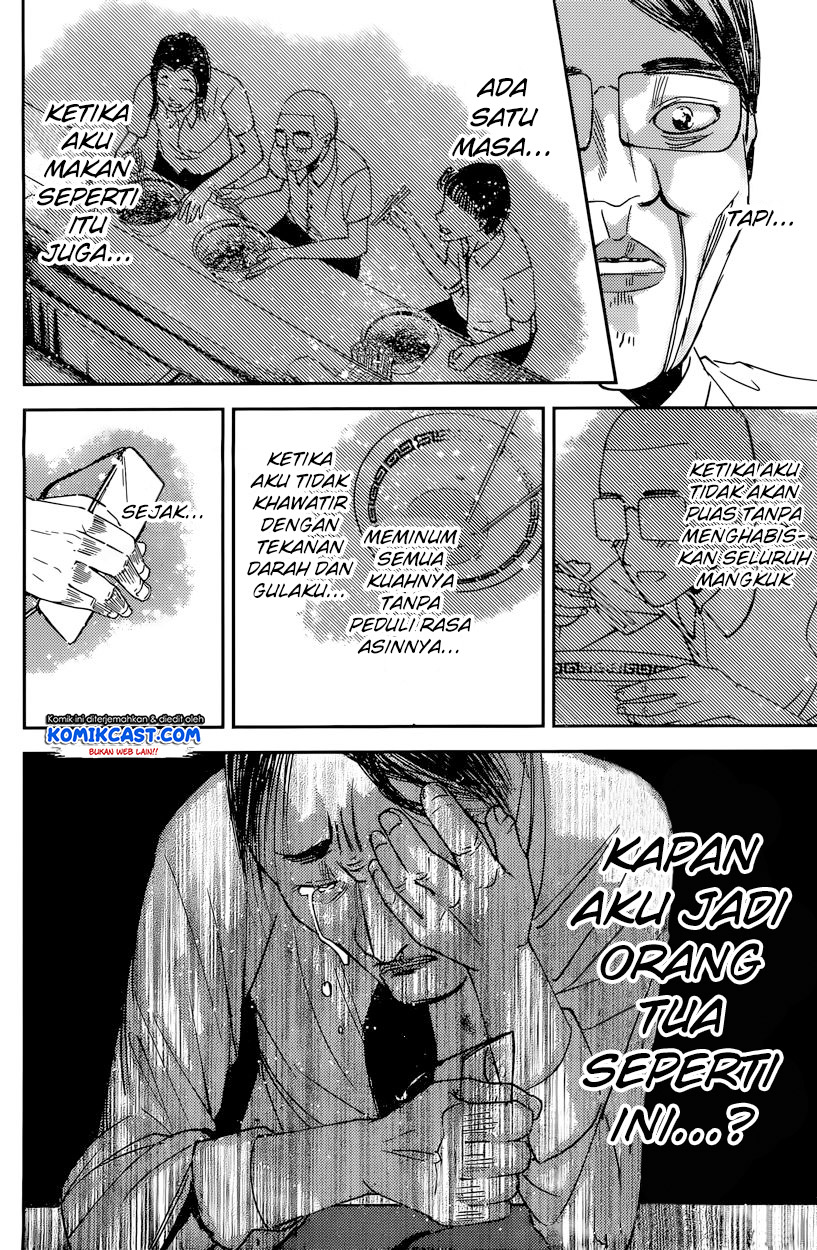 TAPI...
ADA
SATU
MASA...
KETIKA
AKU
MAKAN
SEPERTI
ITU
JUGA...
KETIKA AKU
TIDAK AKAN
PUAS TANPA
MENGHABIS-
KAN SELURUH
MANGKUK
MEMINUM
SEMUA
KUAHNYA
TANPA
PEDULI RASA
ASINNYA...
KETIKA
AKU TIDAK
KHAWATIR
DENGAN
TEKANAN
DARAH DAN
GULAKU...
SEJAK...
Komik ini diterjemahkan & diedit oleh
KOMIKCAST.COM
BUKAN WEB LAIN!!
KAPAN
AKU JADI
ORANG
TUA
SEPERTI
INI...?